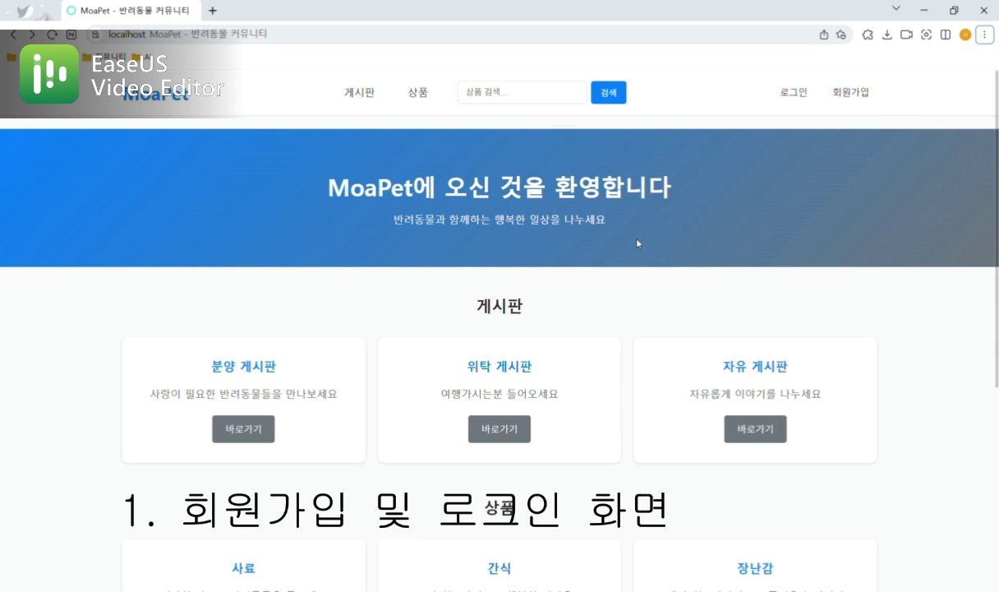 MoaPet - 반려동물 커뮤니티
localhost MoaPet - 반려동물 커뮤니티
EaseUS
Video Editor
MoaPet
게시판
상품
상품 검색...
검색
로그인
회원가입
MoaPet에 오신 것을 환영합니다
반려동물과 함께하는 행복한 일상을 나누세요
게시판
분양 게시판
위탁 게시판
자유 게시판
사랑이 필요한 반려동물들을 만나보세요
여행가시는분 들어오세요
자유롭게 이야기를 나누세요
바로가기
바로가기
바로가기
상품
1. 회원가입 및 로그인 화면
사료
간식
장난감